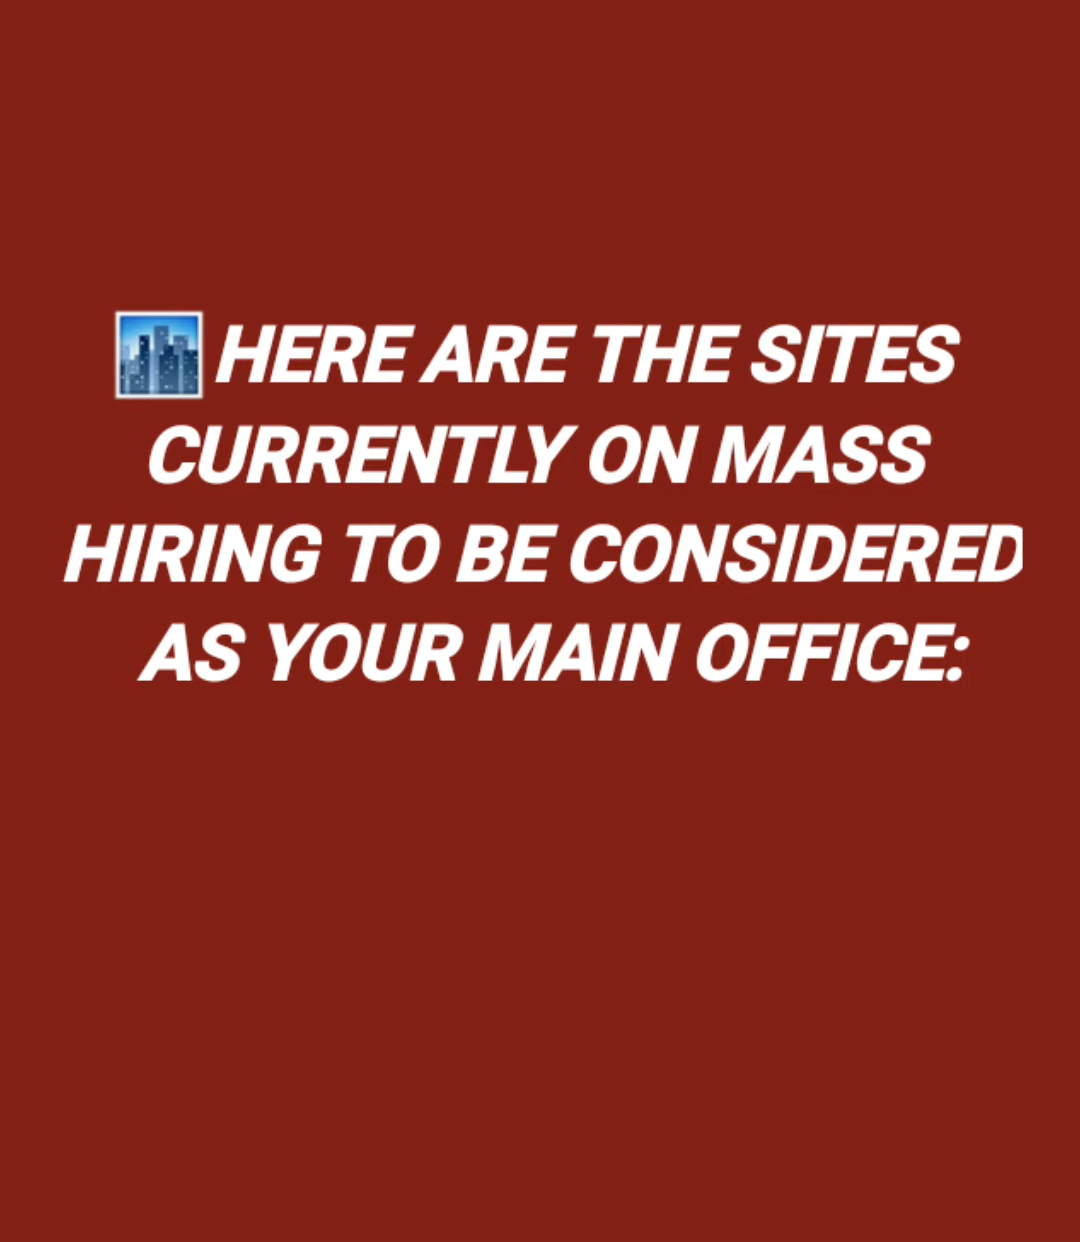 🏙️ HERE ARE THE SITES
CURRENTLY ON MASS
HIRING TO BE CONSIDERED
AS YOUR MAIN OFFICE: